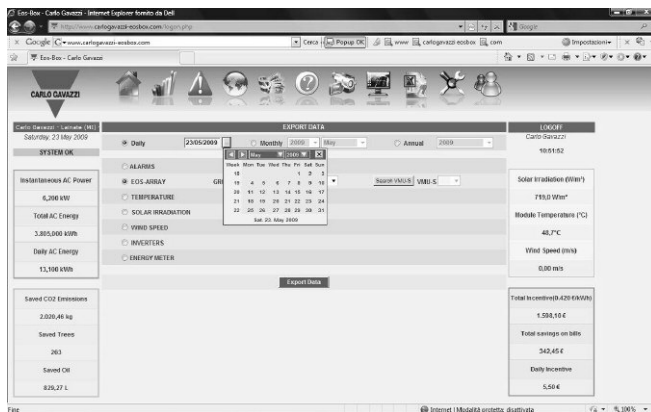 Eos-Box - Carlo Gavazzi - Internet Explorer fornito da Dell
http://www.carlogavazzi-eosbox.com/logon.php
Google
Google
www.carlogavazzi-eosbox.com
Cerca
Popup OK
www
carlogavazzi eosbox
com
Impostazioni
Eos-Box - Carlo Gavazzi
CARLO GAVAZZI
Carlo Gavazzi - Lainate (MI)
Saturday, 23 May 2009
SYSTEM OK
Instantaneous AC Power
6,200 kW
Total AC Energy
3.885,000 kWh
Daily AC Energy
13,100 kWh
Saved CO2 Emissions
2.020,46 kg
Saved Trees
203
Saved Oil
829,27 L
EXPORT DATA
Daily
23/05/2009
Monthly
2009
May
Annual
2009
May
2009
X
Week Mon Tue Wed Thu Fri Sat Sun
18 1 2 3
19 4 5 6 7 8 9 10
20 11 12 13 14 15 16 17
21 18 19 20 21 22 23 24
22 25 26 27 28 29 30 31
Sat 23. May 2009
ALARMS
EOS-ARRAY
Search VMU-S
VMU-S
TEMPERATURE
SOLAR IRRADIATION
WIND SPEED
INVERTERS
ENERGY METER
Export Data
LOGOFF
Carlo Gavazzi
10:51:52
Solar Irradiation (W/m²)
719,0 W/m²
Module Temperature (°C)
48,7°C
Wind Speed (m/s)
0,00 m/s
Total Incentive(0.420 €/kWh)
1.508,10 €
Total savings on bills
342,45 €
Daily Incentive
5,50 €
Fine
Internet | Modalità protetta: disattivata
100%